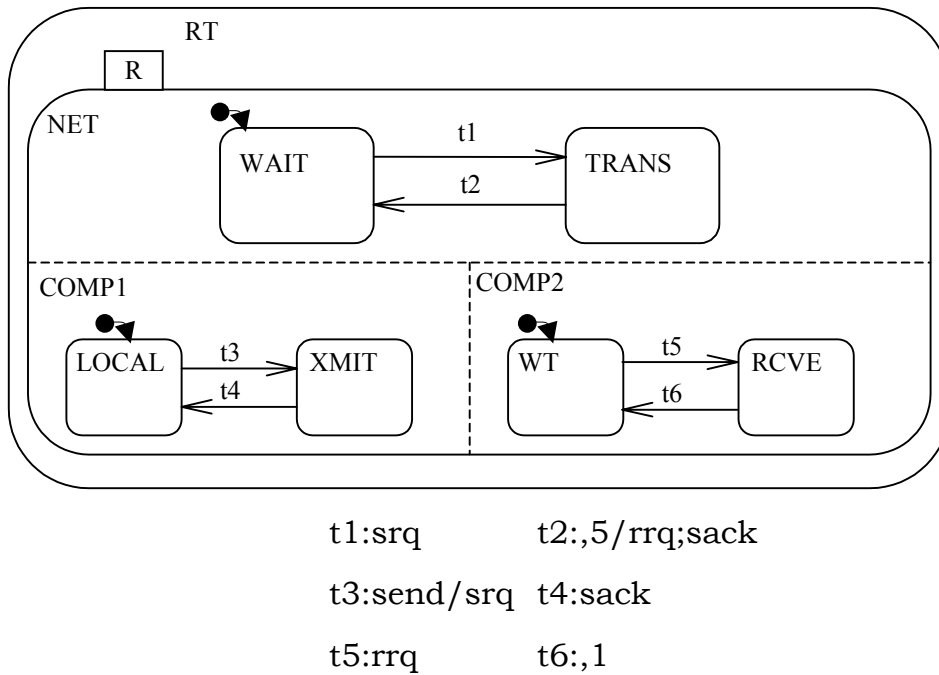 RT
R
NET
WAIT
t1
TRANS
t2
COMP1
COMP2
LOCAL
t3
XMIT
t4
WT
t5
RCVE
t6
t1:srq t2:,5/rrq;sack
t3:send/srq t4:sack
t5:rrq t6:,1